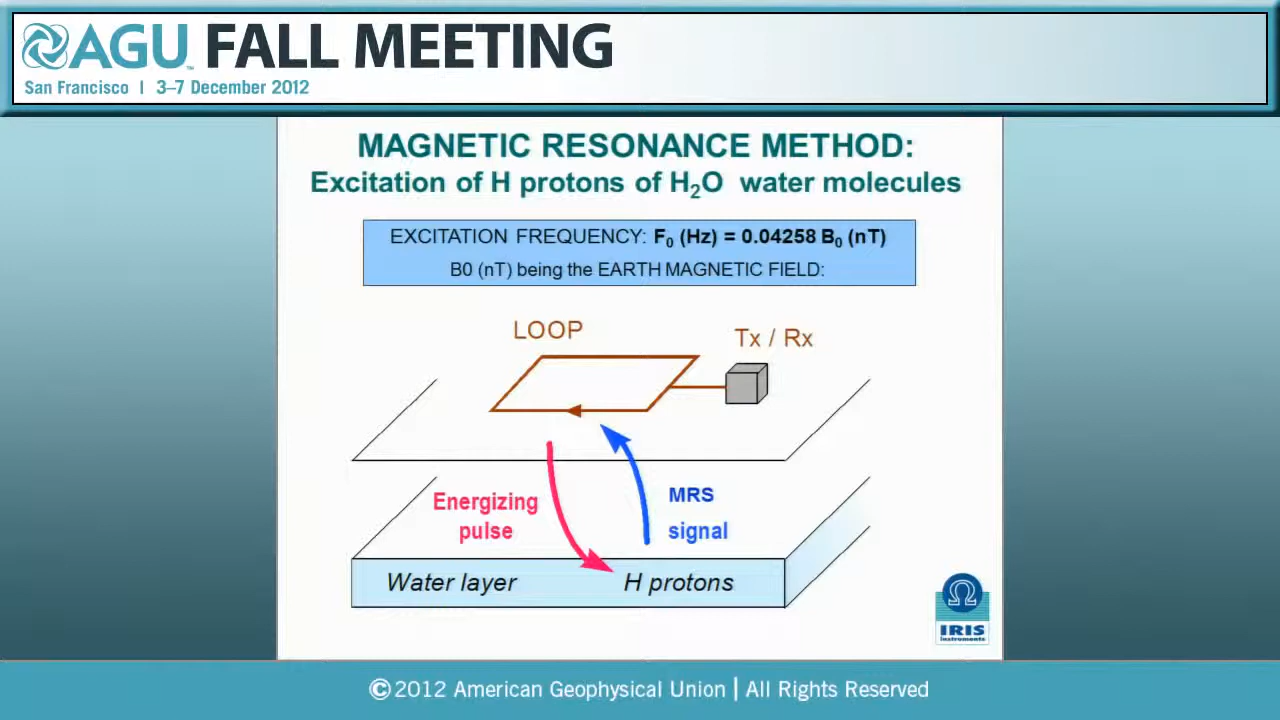 AGU FALL MEETING
San Francisco | 3–7 December 2012
MAGNETIC RESONANCE METHOD:
Excitation of H protons of H₂O water molecules
EXCITATION FREQUENCY: F₀ (Hz) = 0.04258 B₀ (nT)
B0 (nT) being the EARTH MAGNETIC FIELD:
LOOP
Tx / Rx
Energizing
pulse
MRS
signal
Water layer
H protons
Ω
IRIS
Instruments
©2012 American Geophysical Union | All Rights Reserved